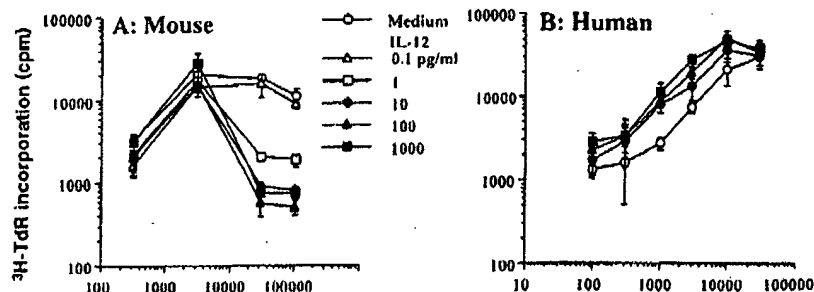 A: Mouse
B: Human
³H-TdR incorporation (cpm)
100000
10000
1000
100
100 1000 10000 100000
Medium
IL-12
0.1 pg/ml
1
10
100
1000
100000
10000
1000
100
10 100 1000 10000 100000